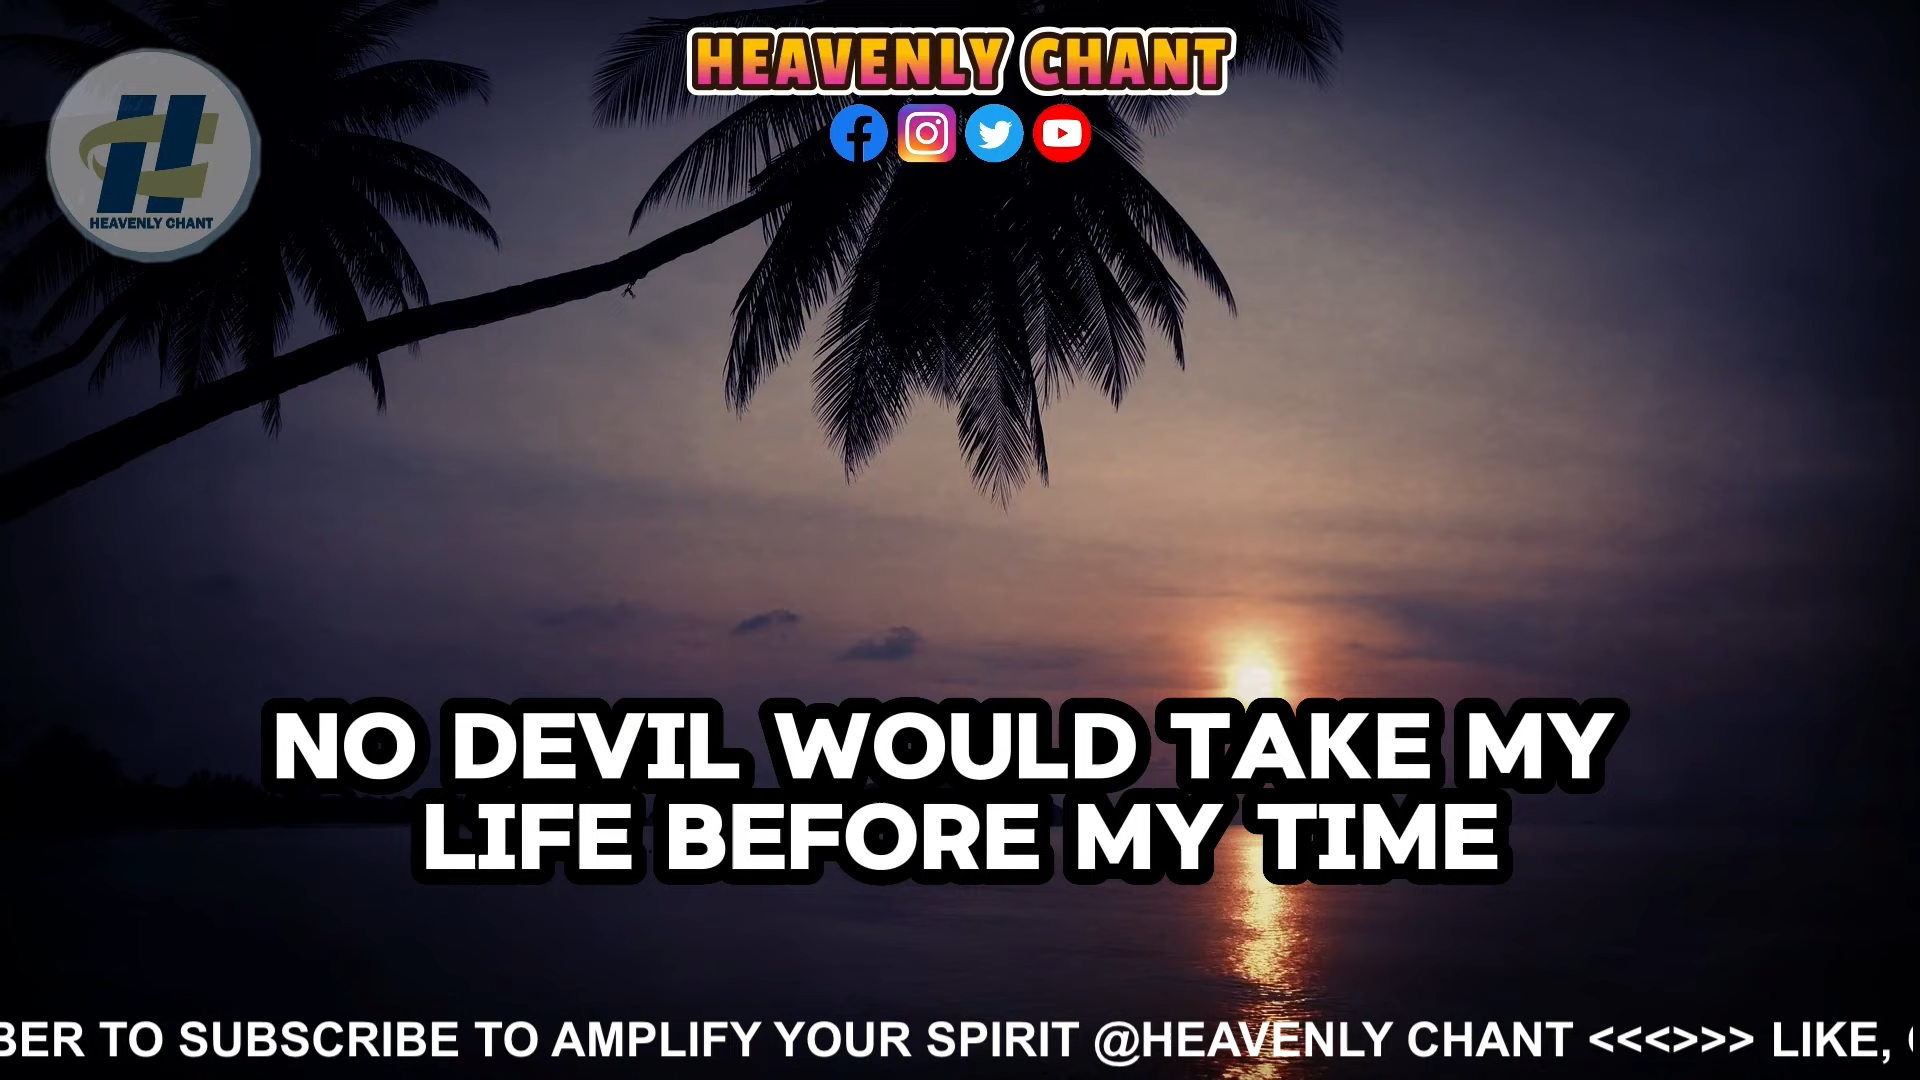 HEAVENLY CHANT
HEAVENLY CHANT
NO DEVIL WOULD TAKE MY
LIFE BEFORE MY TIME
BER TO SUBSCRIBE TO AMPLIFY YOUR SPIRIT @HEAVENLY CHANT <<<>>> LIKE,